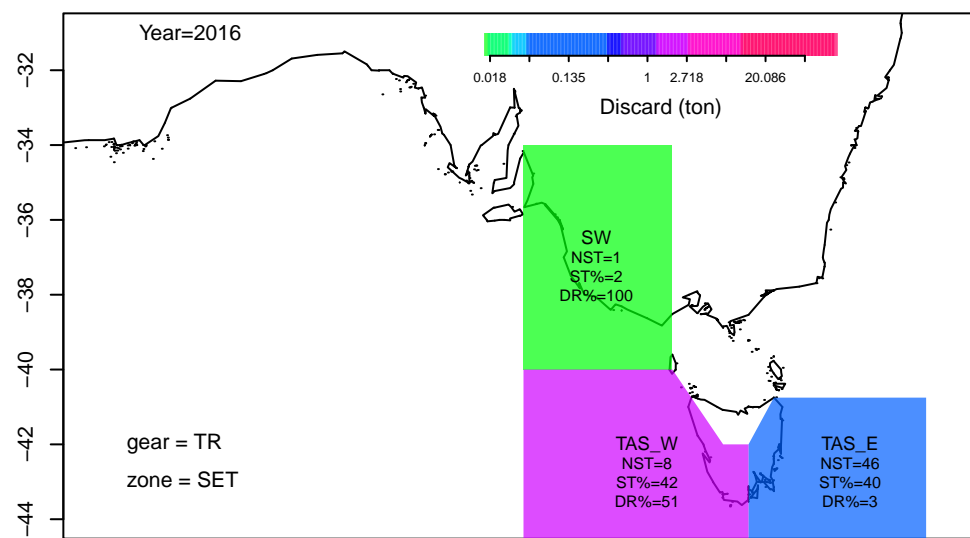 Year=2016
0.018 0.135 1 2.718 20.086
Discard (ton)
−32
−34
−36
−38
−40
−42
−44
SW
NST=1
ST%=2
DR%=100
TAS_W
NST=8
ST%=42
DR%=51
TAS_E
NST=46
ST%=40
DR%=3
gear = TR
zone = SET